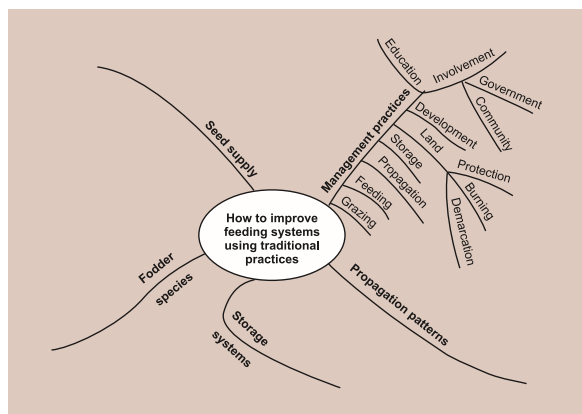 How to improve
feeding systems
using traditional
practices
Seed supply
Management practices
Education
Involvement
Government
Community
Development
Land
Protection
Burning
Demarcation
Storage
Propagation
Feeding
Grazing
Propagation patterns
Storage
systems
Fodder
species